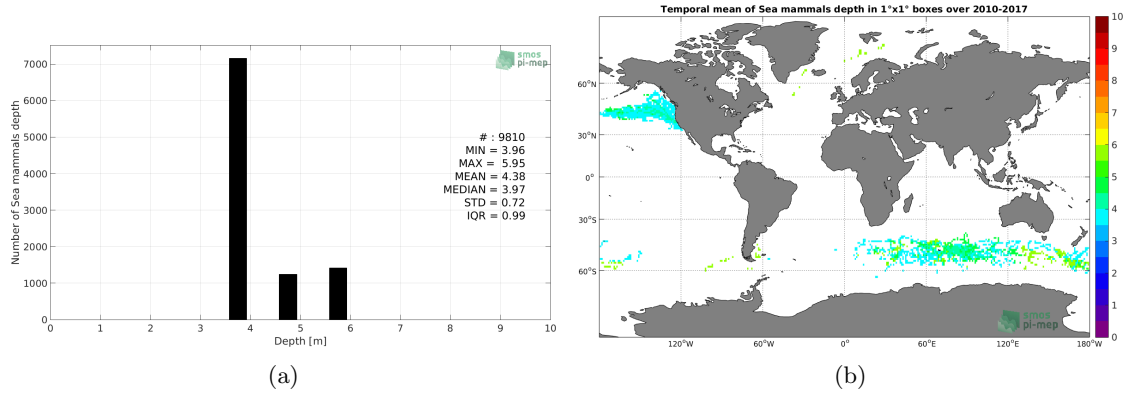 smos
pi-mep
7000
6000
5000
4000
3000
2000
1000
0
Number of Sea mammals depth
# : 9810
MIN = 3.96
MAX = 5.95
MEAN = 4.38
MEDIAN = 3.97
STD = 0.72
IQR = 0.99
0 1 2 3 4 5 6 7 8 9 10
Depth [m]
(a)
Temporal mean of Sea mammals depth in 1°x1° boxes over 2010-2017
60°N
30°N
0°
30°S
60°S
120°W 60°W 0° 60°E 120°E 180°W
smos
pi-mep
10
9
8
7
6
5
4
3
2
1
0
(b)